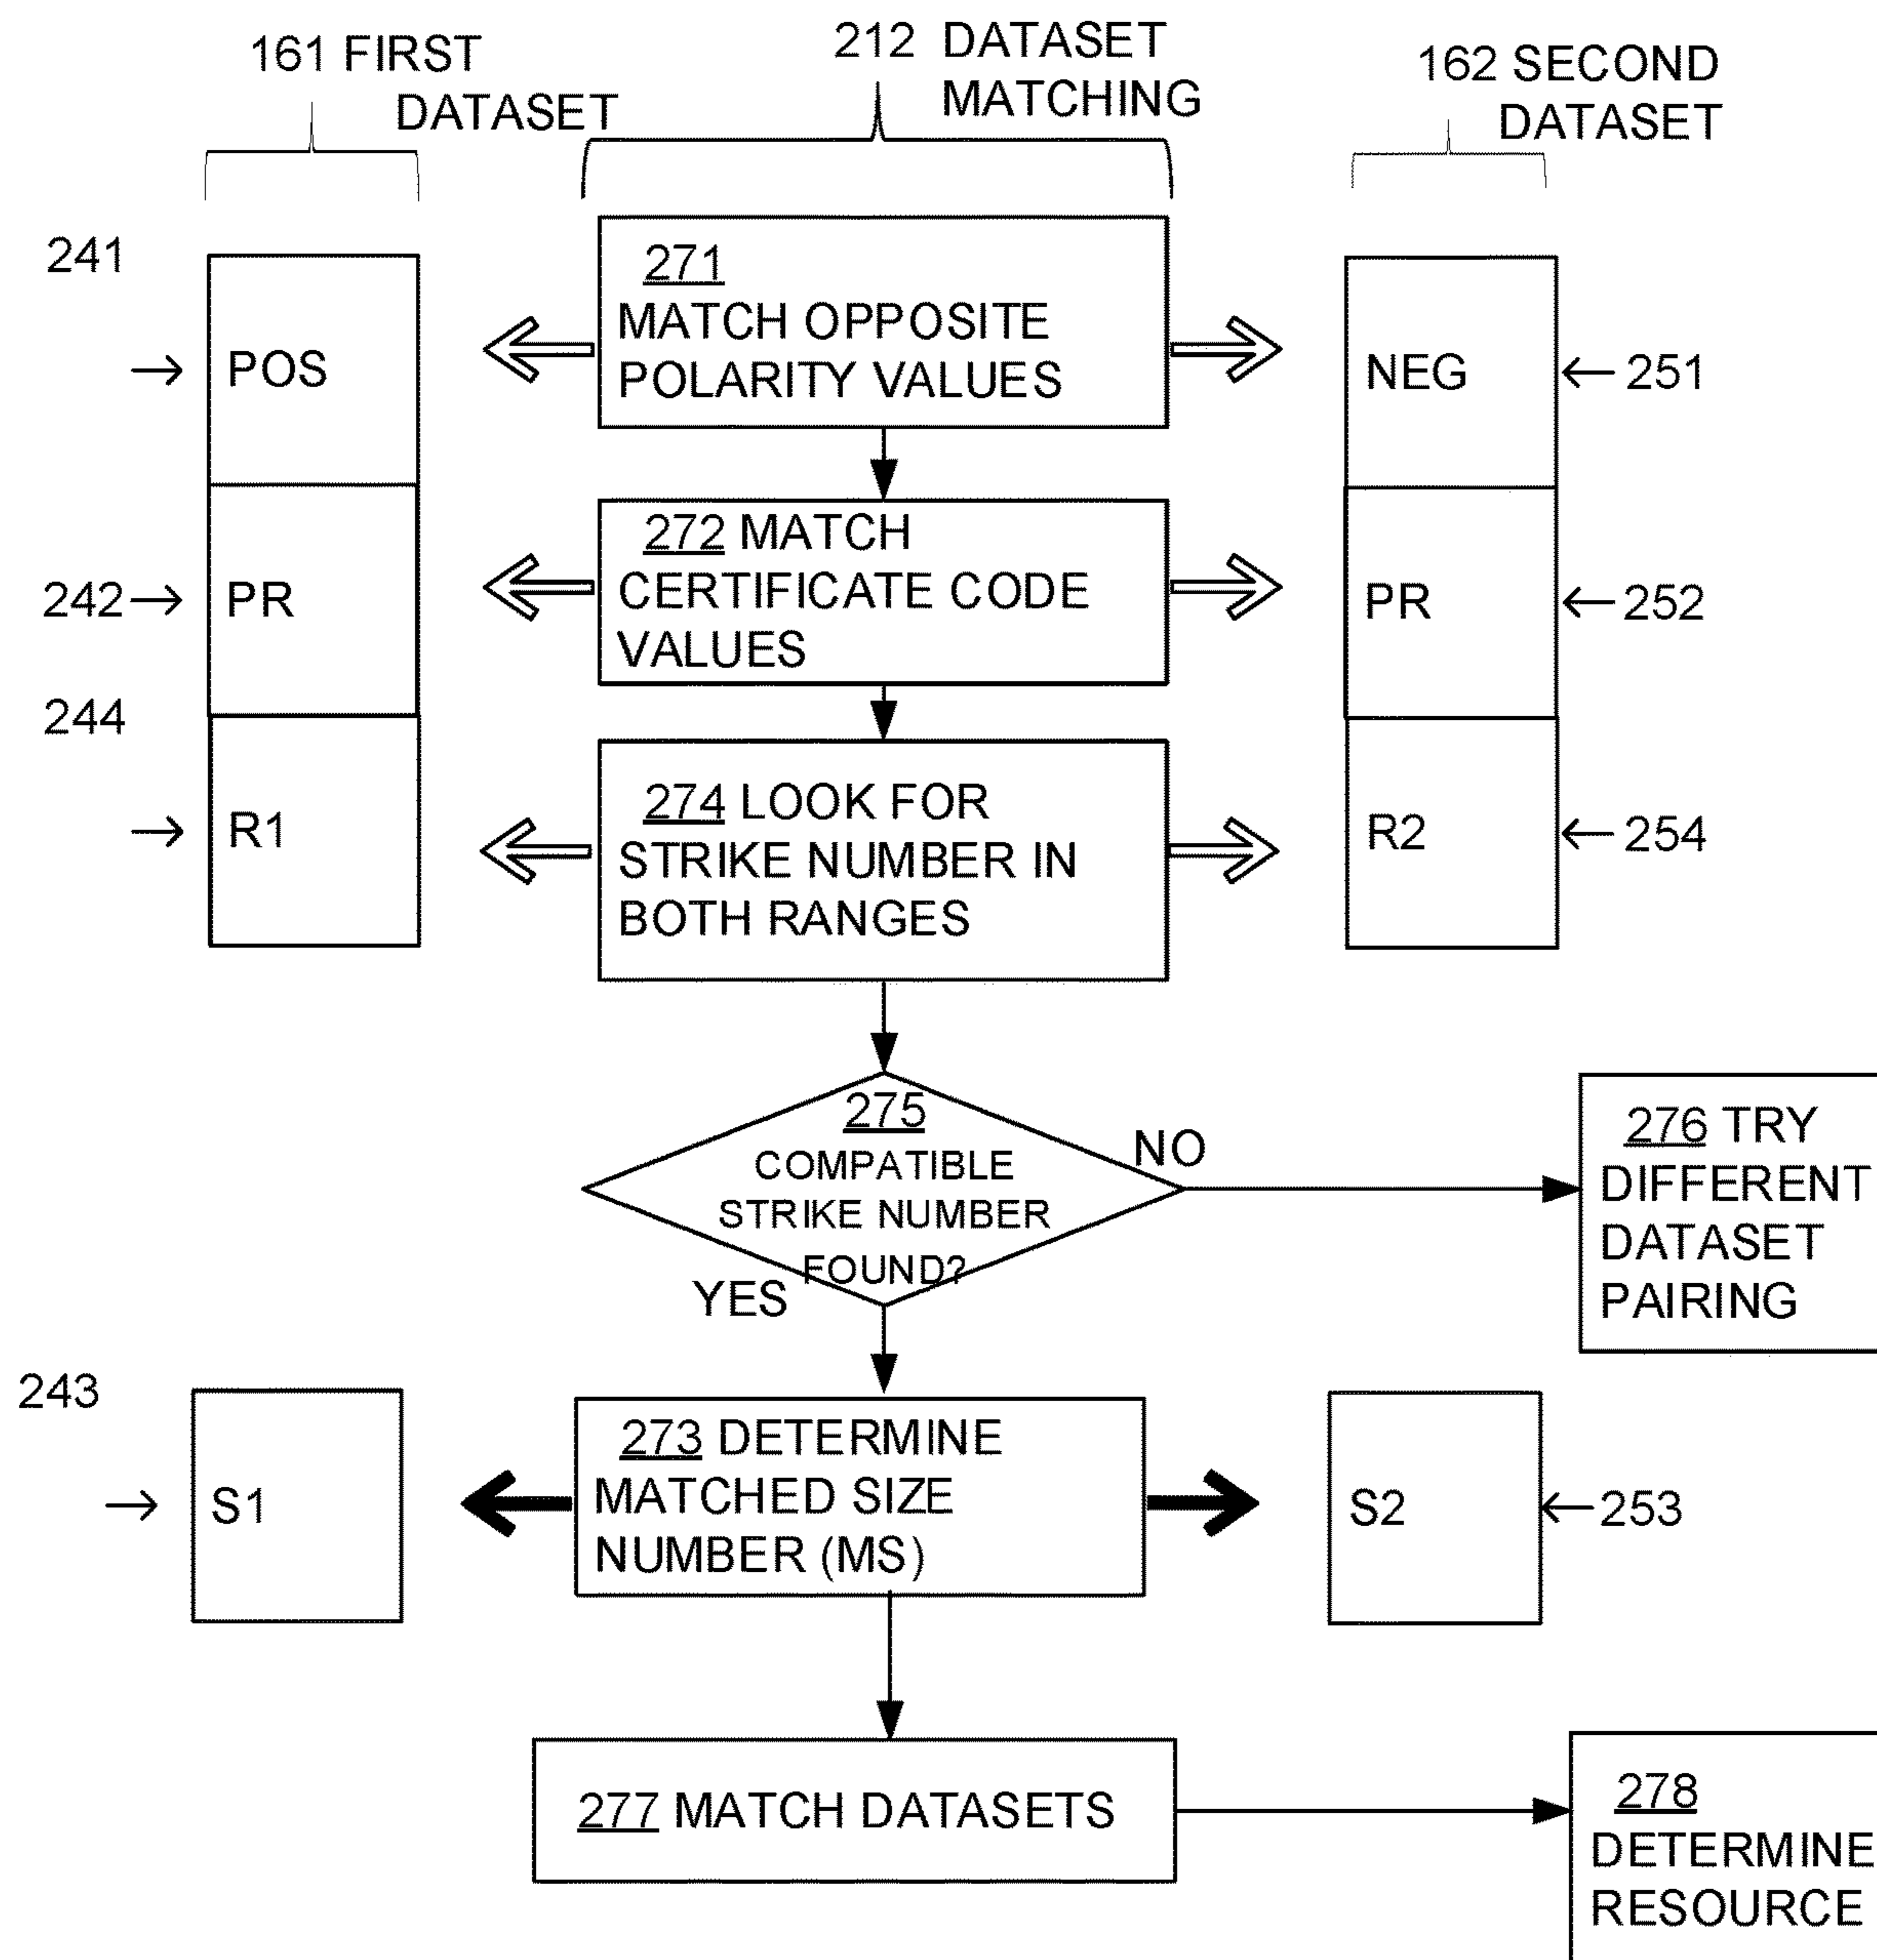 161 FIRST
DATASET
212 DATASET
MATCHING
162 SECOND
DATASET
241
POS
271
MATCH OPPOSITE
POLARITY VALUES
NEG
251
242
PR
272 MATCH
CERTIFICATE CODE
VALUES
PR
252
244
R1
274 LOOK FOR
STRIKE NUMBER IN
BOTH RANGES
R2
254
275
COMPATIBLE
STRIKE NUMBER
FOUND?
NO
YES
276 TRY
DIFFERENT
DATASET
PAIRING
243
S1
273 DETERMINE
MATCHED SIZE
NUMBER (MS)
S2
253
277 MATCH DATASETS
278
DETERMINE
RESOURCE